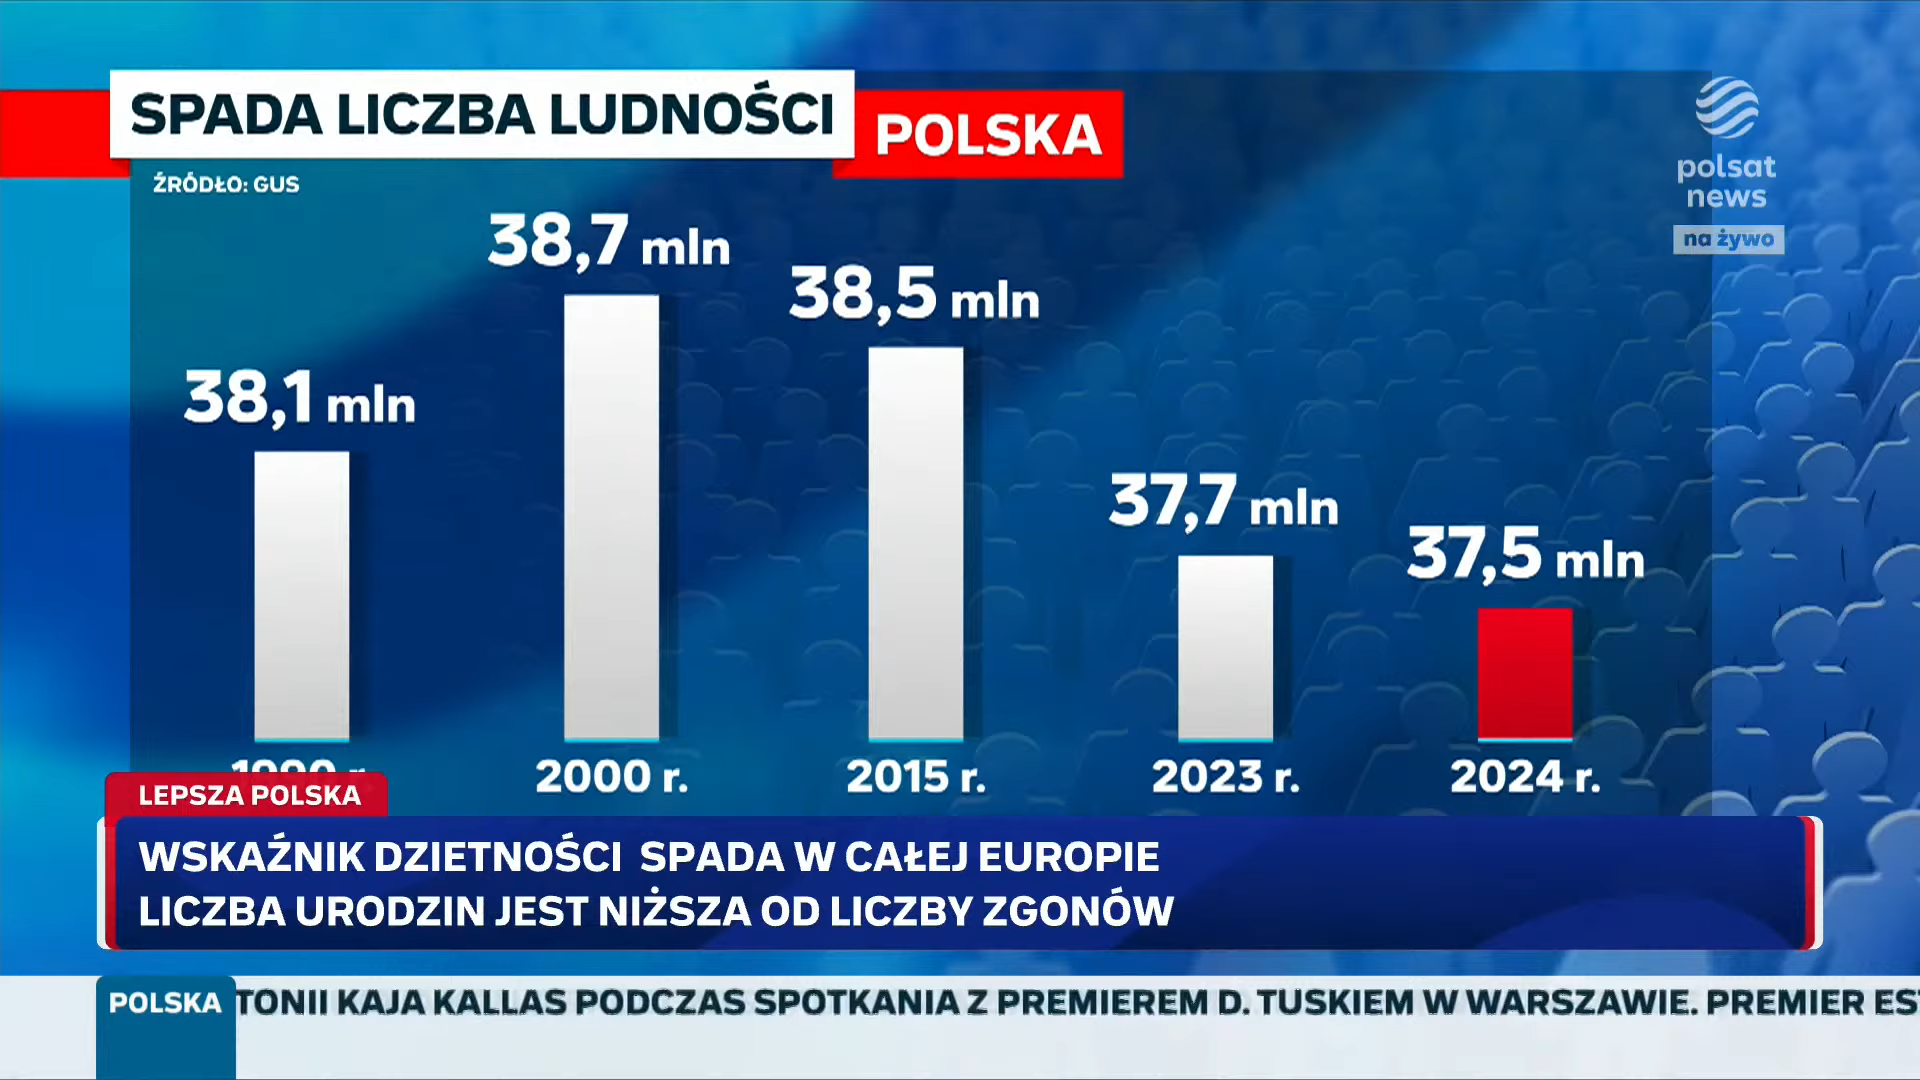 SPADA LICZBA LUDNOŚCI
POLSKA
ŹRÓDŁO: GUS
polsat
news
na żywo
38,1 mln
38,7 mln
38,5 mln
37,7 mln
37,5 mln
2000 r.
2015 r.
2023 r.
2024 r.
LEPSZA POLSKA
WSKAŹNIK DZIETNOŚCI SPADA W CAŁEJ EUROPIE
LICZBA URODZIN JEST NIŻSZA OD LICZBY ZGONÓW
POLSKA
TONII KAJA KALLAS PODCZAS SPOTKANIA Z PREMIEREM D. TUSKIEM W WARSZAWIE. PREMIER ES